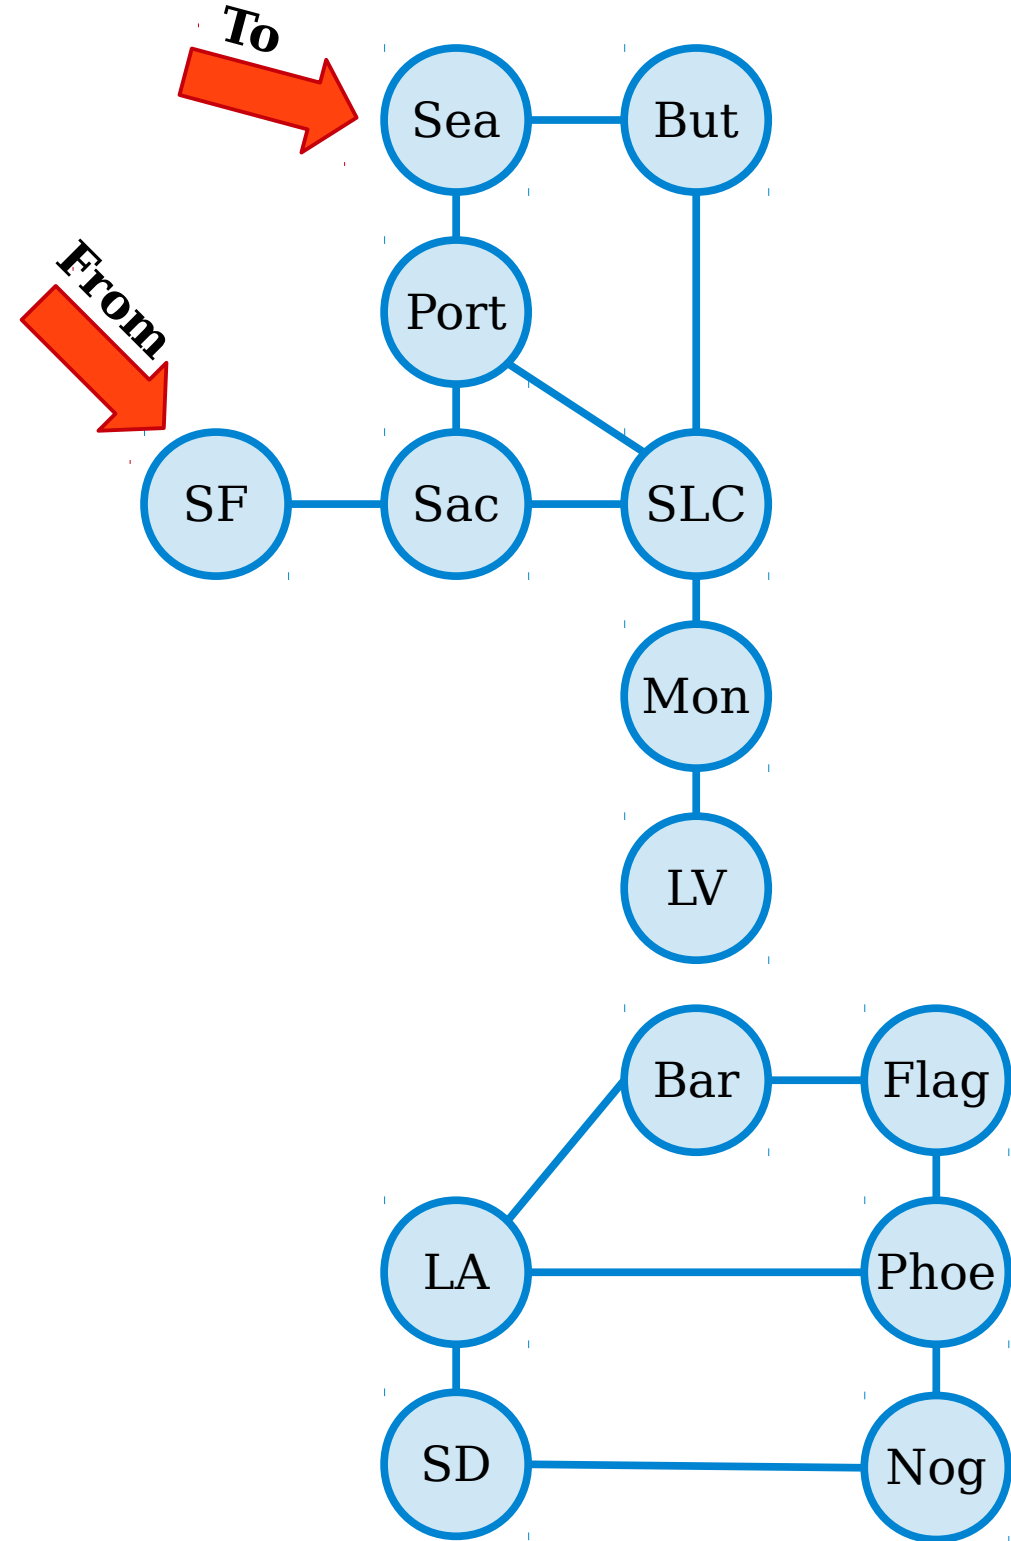 To
Sea
But
From
Port
SF
Sac
SLC
Mon
LV
Bar
Flag
LA
Phoe
SD
Nog